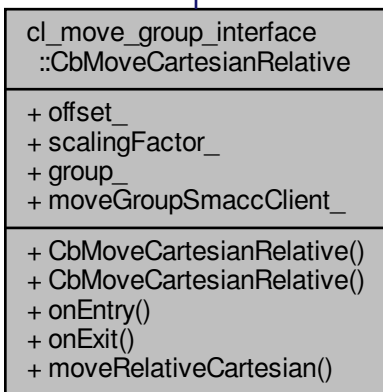 cl_move_group_interface
::CbMoveCartesianRelative
+ offset_
+ scalingFactor_
+ group_
+ moveGroupSmaccClient_
+ CbMoveCartesianRelative()
+ CbMoveCartesianRelative()
+ onEntry()
+ onExit()
+ moveRelativeCartesian()